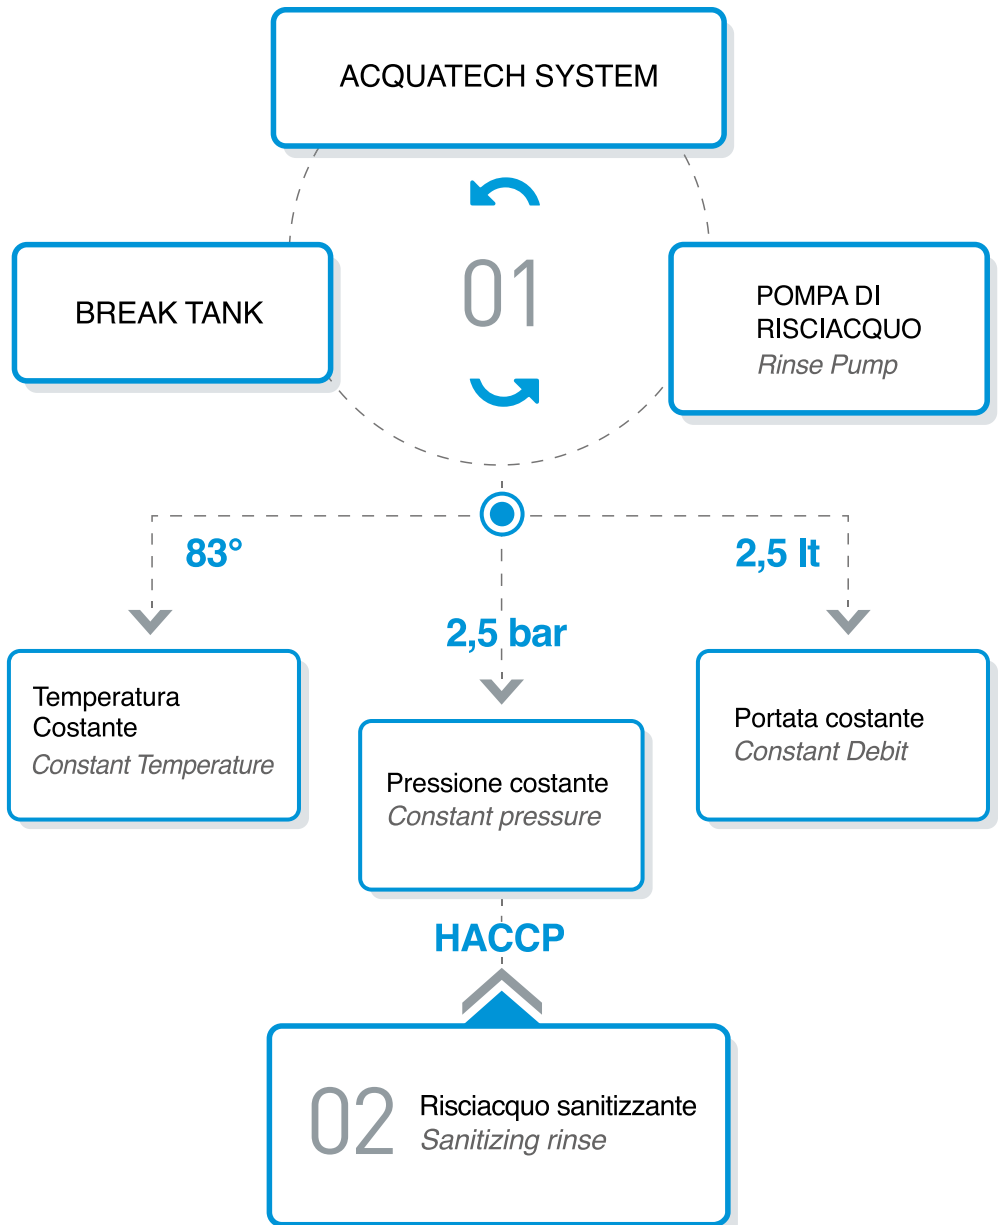 ACQUATECH SYSTEM
01
BREAK TANK
POMPA DI
RISCIACQUO
Rinse Pump
83°
2,5 bar
2,5 lt
Temperatura
Costante
Constant Temperature
Pressione costante
Constant pressure
Portata costante
Constant Debit
HACCP
02
Risciacquo sanitizzante
Sanitizing rinse